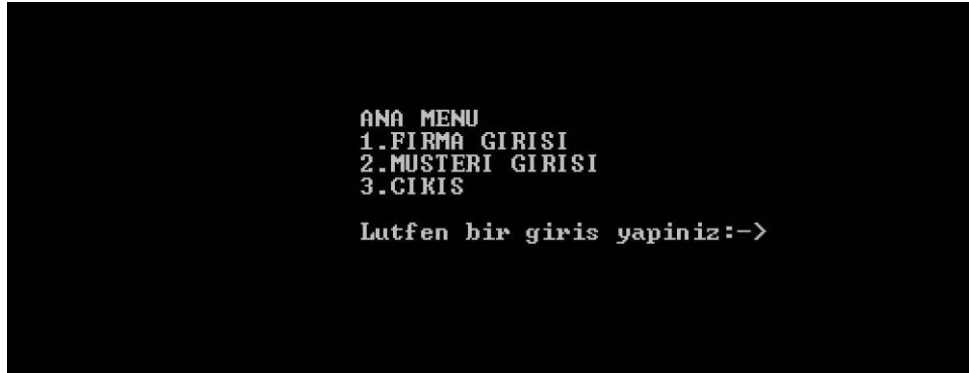 ANA MENU
1.FIRMA GIRISI
2.MUSTERI GIRISI
3.CIKIS
Lutfen bir giris yapiniz:->